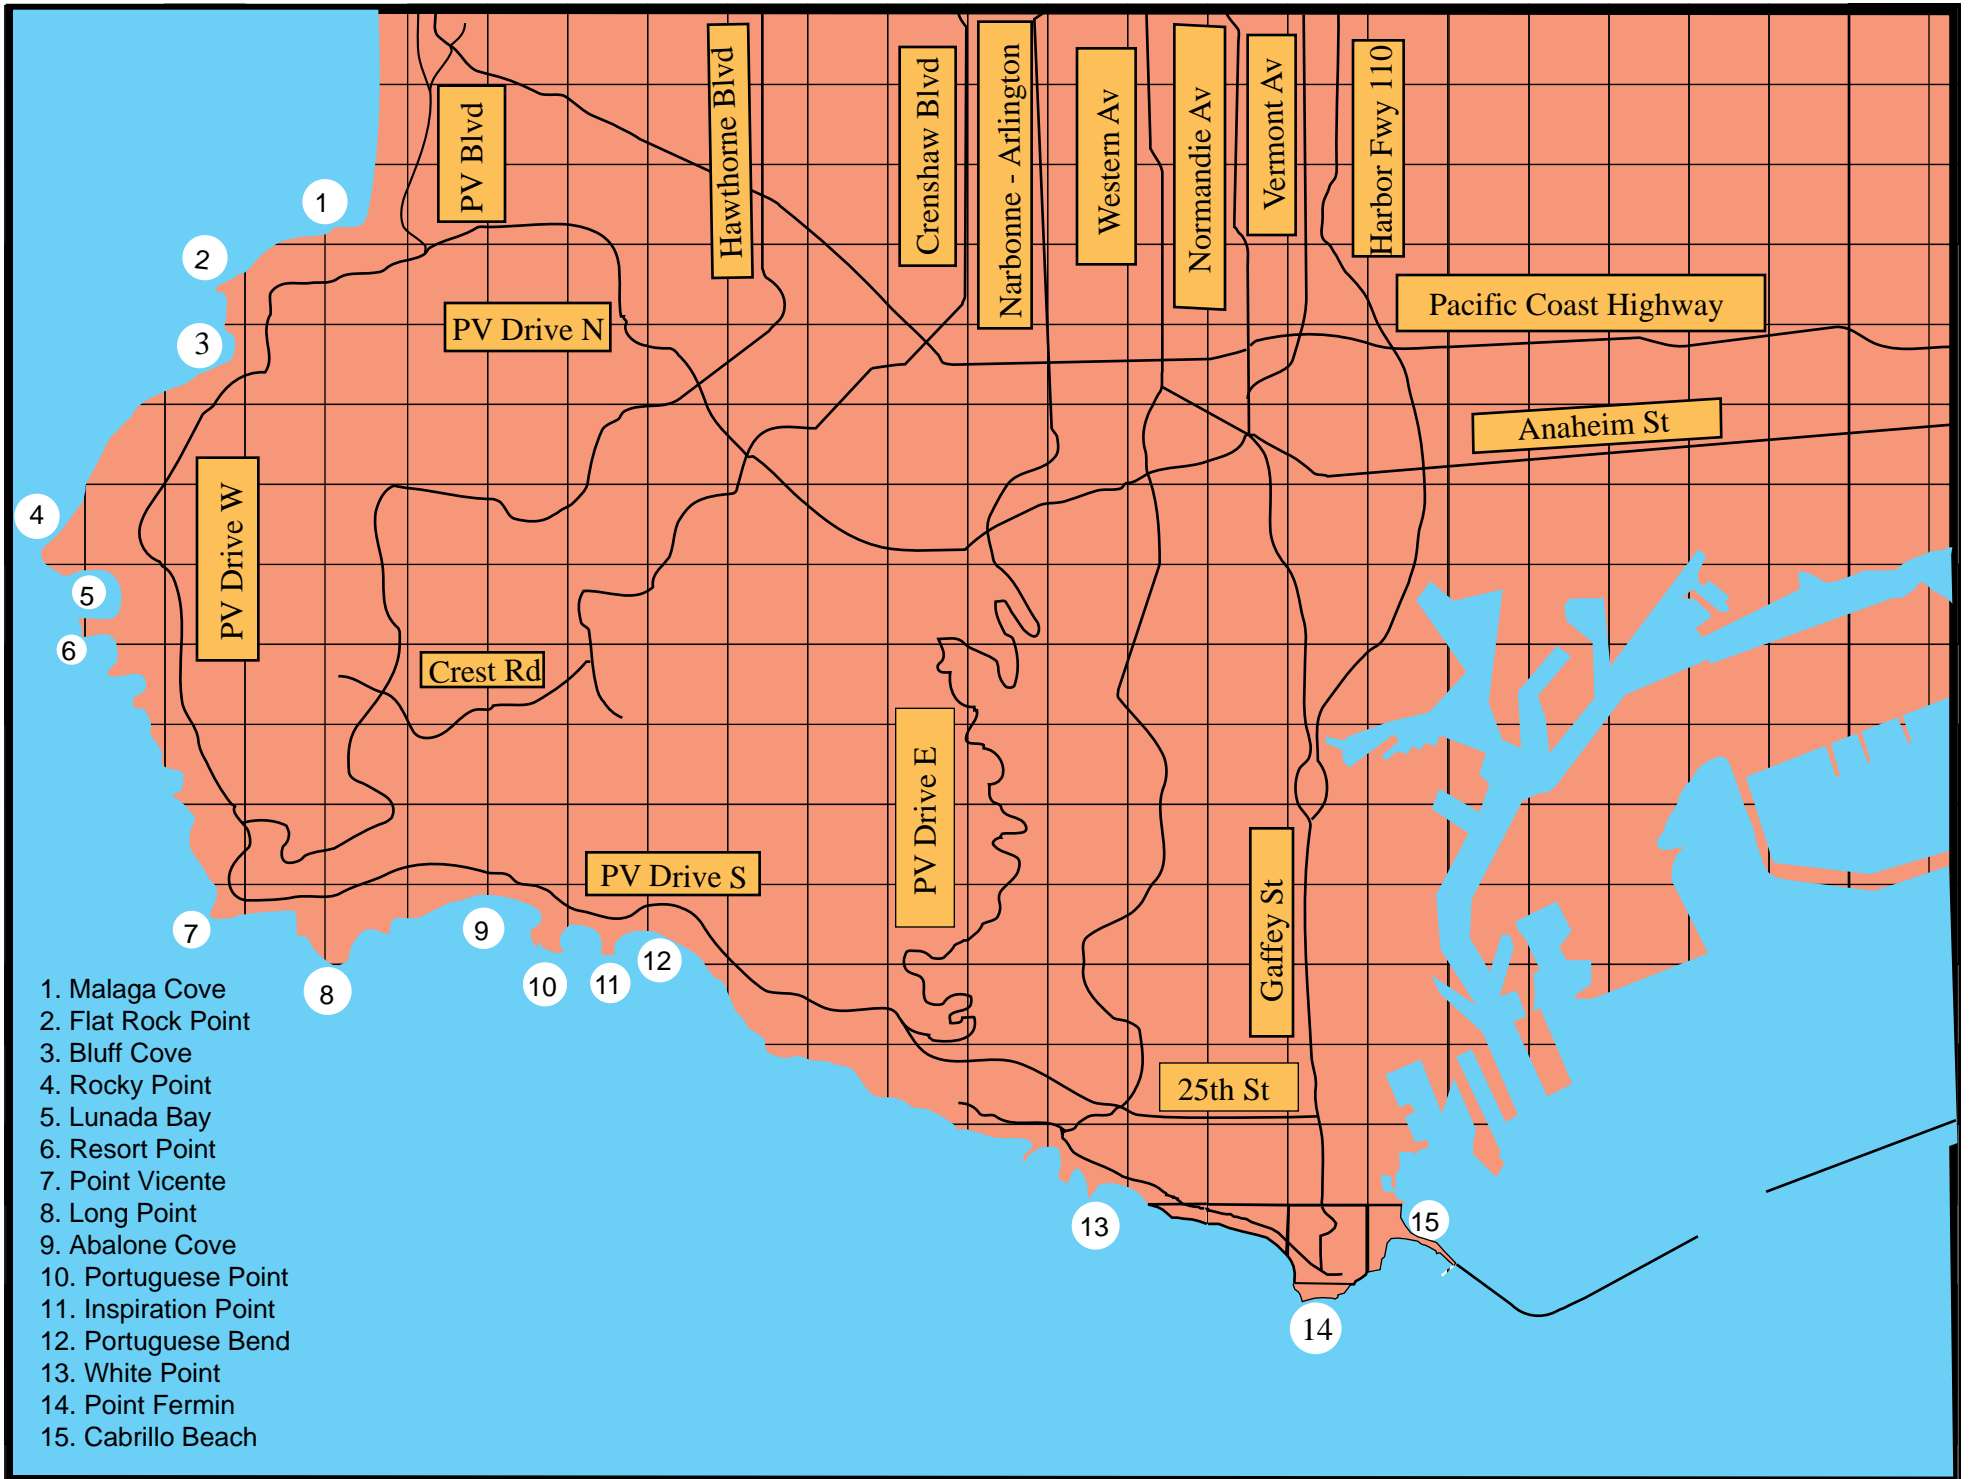 PV Blvd
Hawthorne Blvd
Crenshaw Blvd
Narbonne - Arlington
Western Av
Normandie Av
Vermont Av
Harbor Fwy 110
Pacific Coast Highway
PV Drive N
Anaheim St
PV Drive W
Crest Rd
PV Drive E
PV Drive S
Gaffey St
25th St
1
2
3
4
5
6
7
8
9
10
11
12
13
14
15
1. Malaga Cove
2. Flat Rock Point
3. Bluff Cove
4. Rocky Point
5. Lunada Bay
6. Resort Point
7. Point Vicente
8. Long Point
9. Abalone Cove
10. Portuguese Point
11. Inspiration Point
12. Portuguese Bend
13. White Point
14. Point Fermin
15. Cabrillo Beach